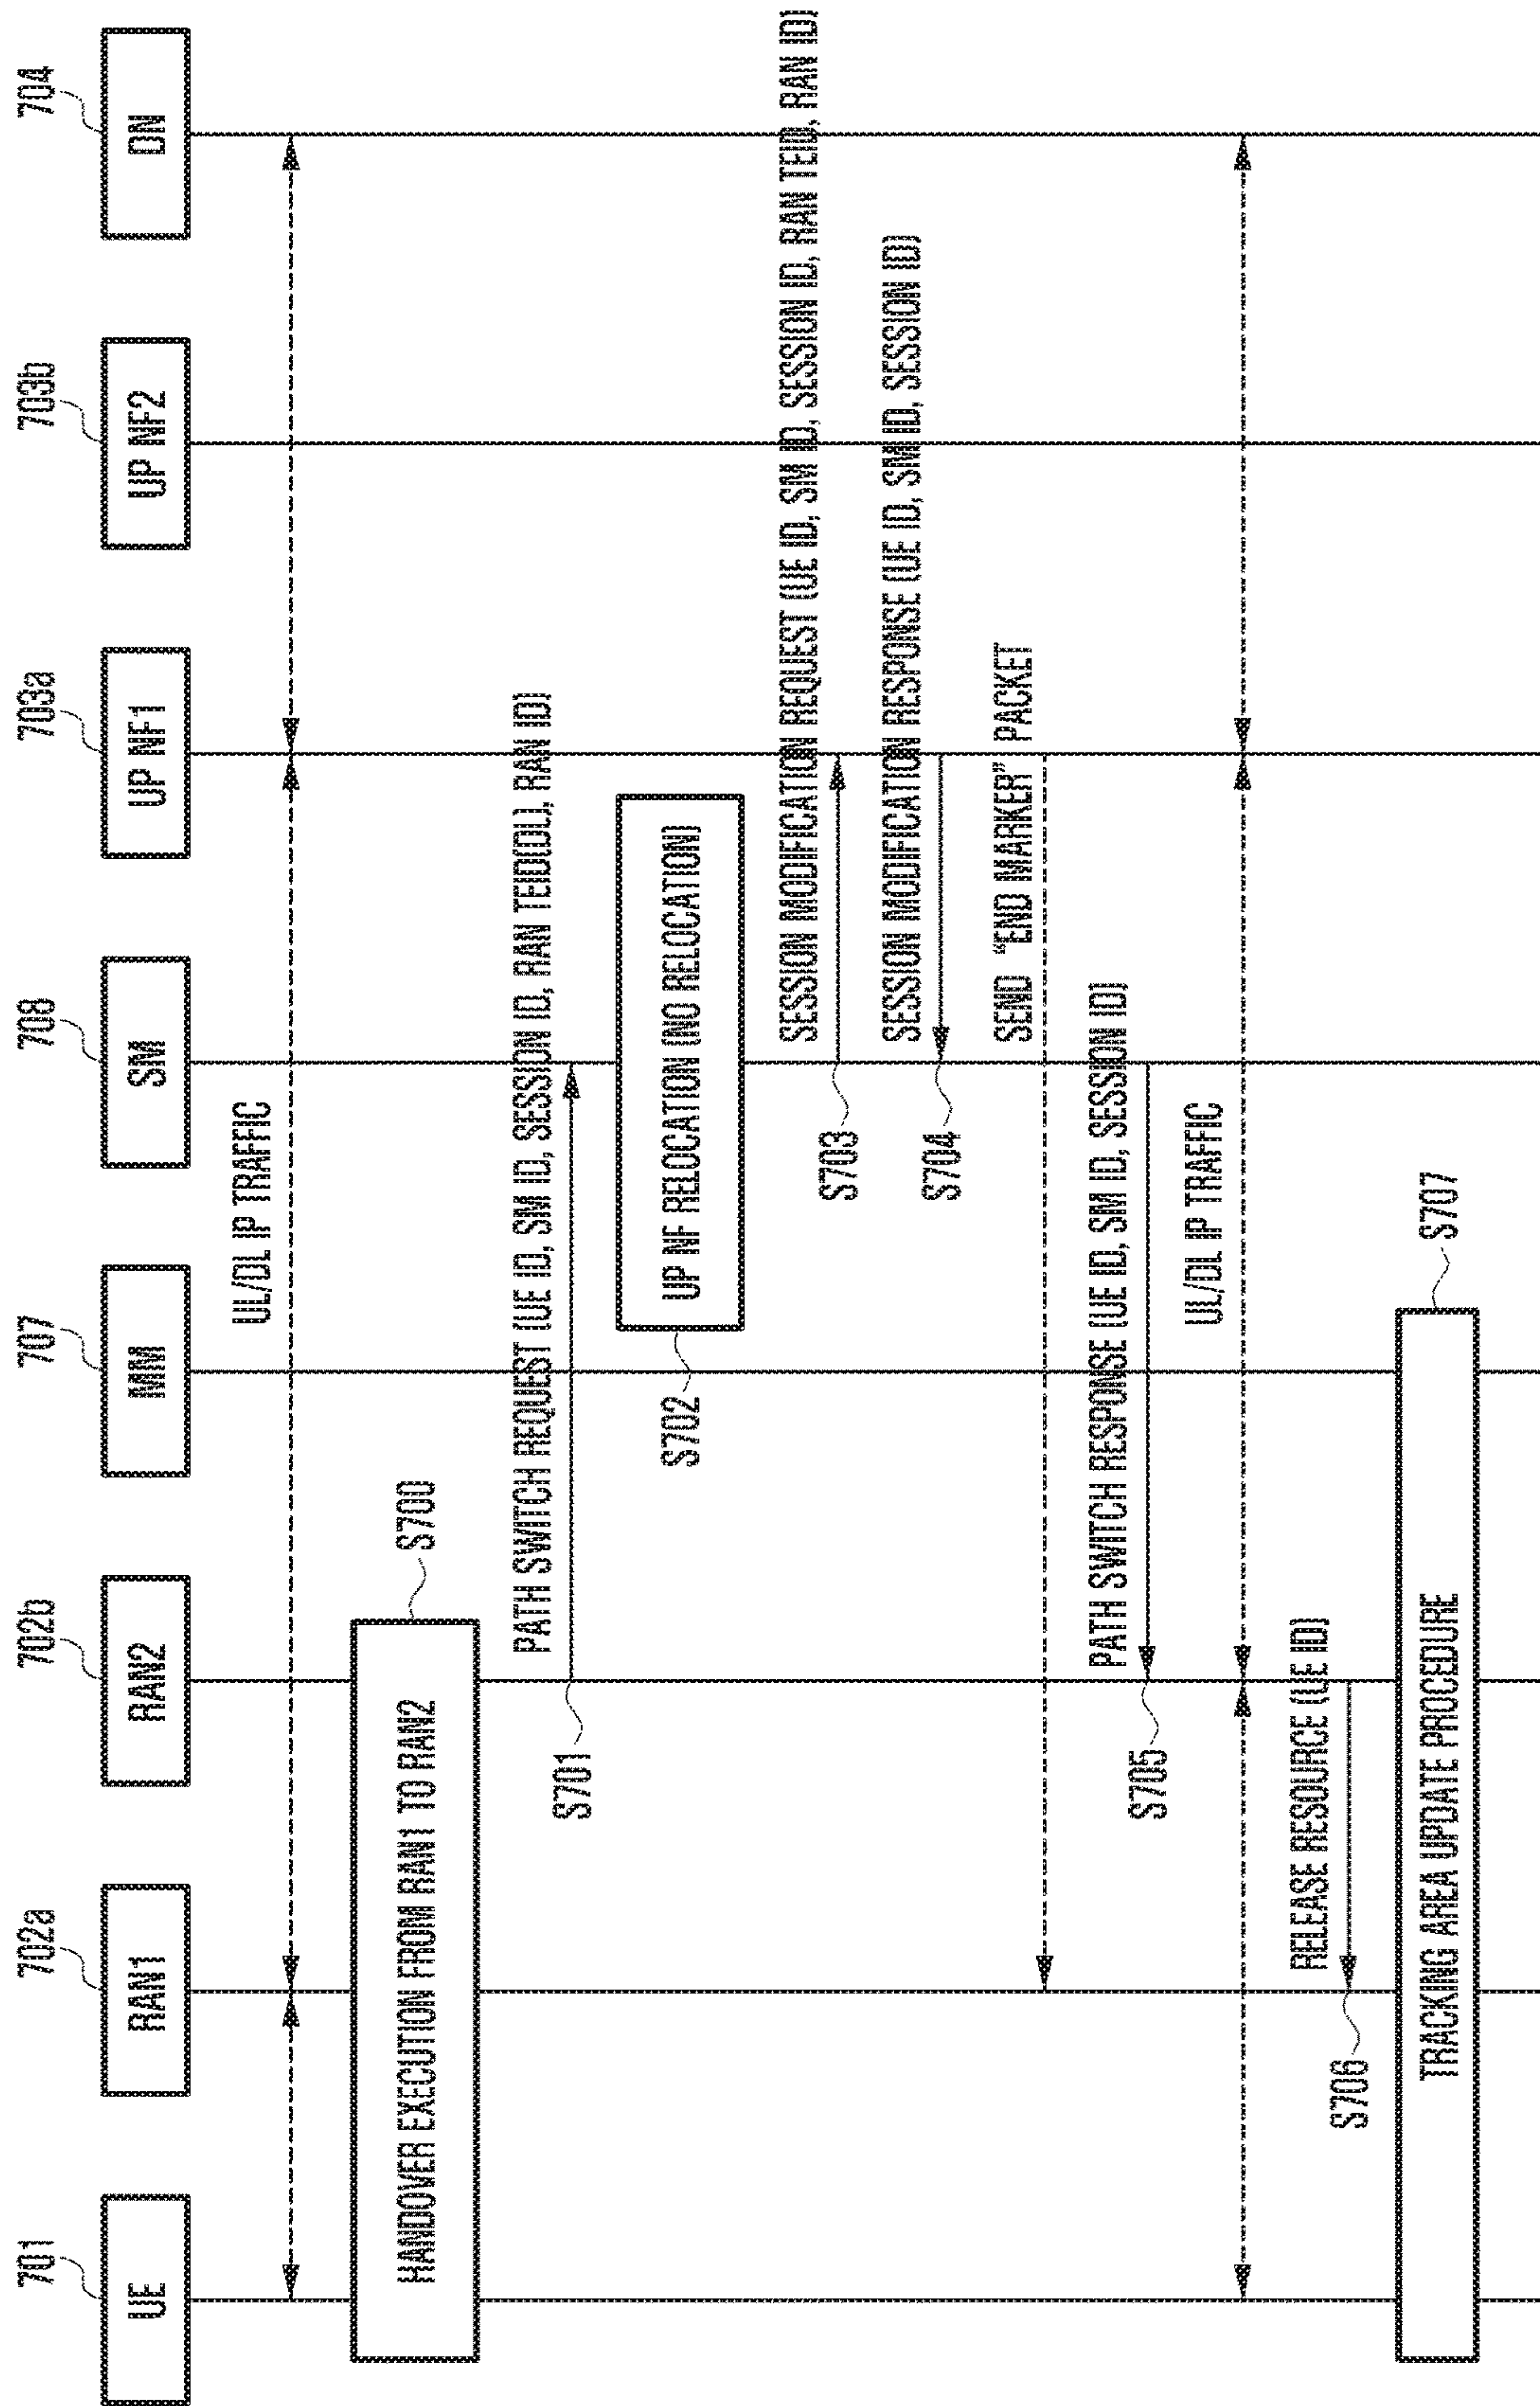 701
702a
702b
707
708
703a
703b
704
UE
RAN1
RAN2
MM
SM
UP NF1
UP NF2
DN
UL/DL IP TRAFFIC
HANDOVER EXECUTION FROM RAN1 TO RAN2
S700
PATH SWITCH REQUEST (UE ID, SM ID, SESSION ID, RAN TEID(DL), RAN ID)
S701
UP NF RELOCATION (NO RELOCATION)
S702
SESSION MODIFICATION REQUEST (UE ID, SM ID, SESSION ID, RAN TEID, RAN ID)
S703
SESSION MODIFICATION RESPONSE (UE ID, SM ID, SESSION ID)
S704
SEND "END MARKER" PACKET
PATH SWITCH RESPONSE (UE ID, SM ID, SESSION ID)
S705
UL/DL IP TRAFFIC
RELEASE RESOURCE (UE ID)
S706
TRACKING AREA UPDATE PROCEDURE
S707